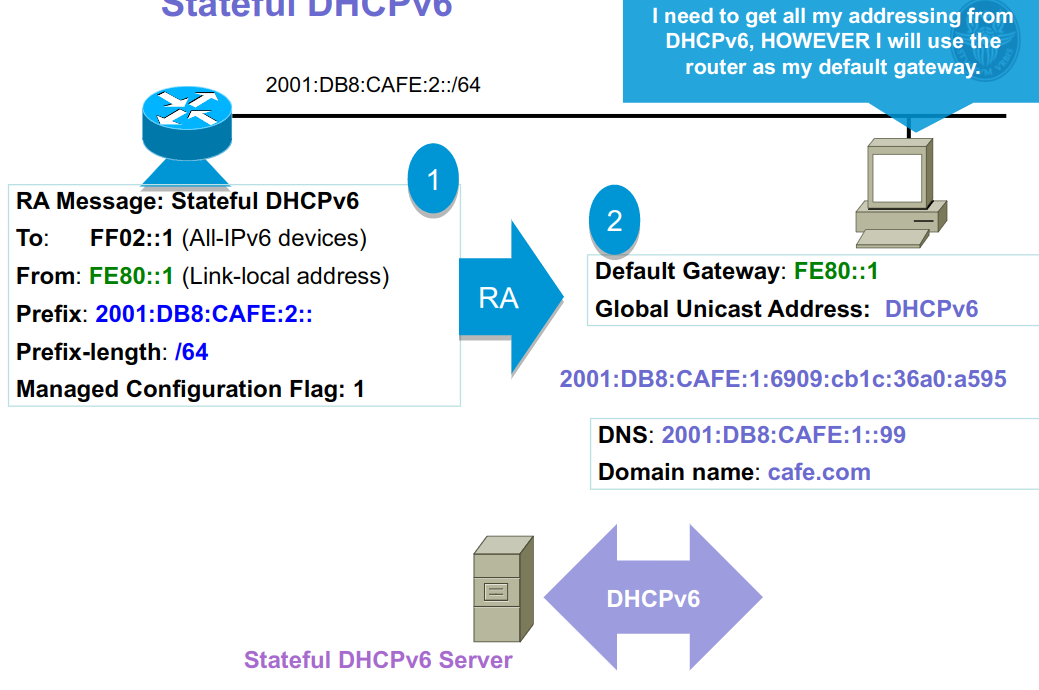 Stateful DHCPv6
I need to get all my addressing from
DHCPv6, HOWEVER I will use the
router as my default gateway.
2001:DB8:CAFE:2::/64
1
RA Message: Stateful DHCPv6
To: FF02::1 (All-IPv6 devices)
From: FE80::1 (Link-local address)
Prefix: 2001:DB8:CAFE:2::
Prefix-length: /64
Managed Configuration Flag: 1
RA
2
Default Gateway: FE80::1
Global Unicast Address: DHCPv6
2001:DB8:CAFE:1:6909:cb1c:36a0:a595
DNS: 2001:DB8:CAFE:1::99
Domain name: cafe.com
DHCPv6
Stateful DHCPv6 Server